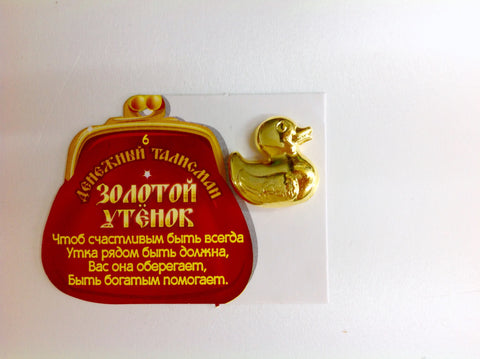 6
ДЕНЕЖНЫЙ ТАЛИСМАН
ЗОЛОТОЙ
УТЁНОК
Чтоб счастливым быть всегда
Утка рядом быть должна,
Вас она оберегает,
Быть богатым помогает.